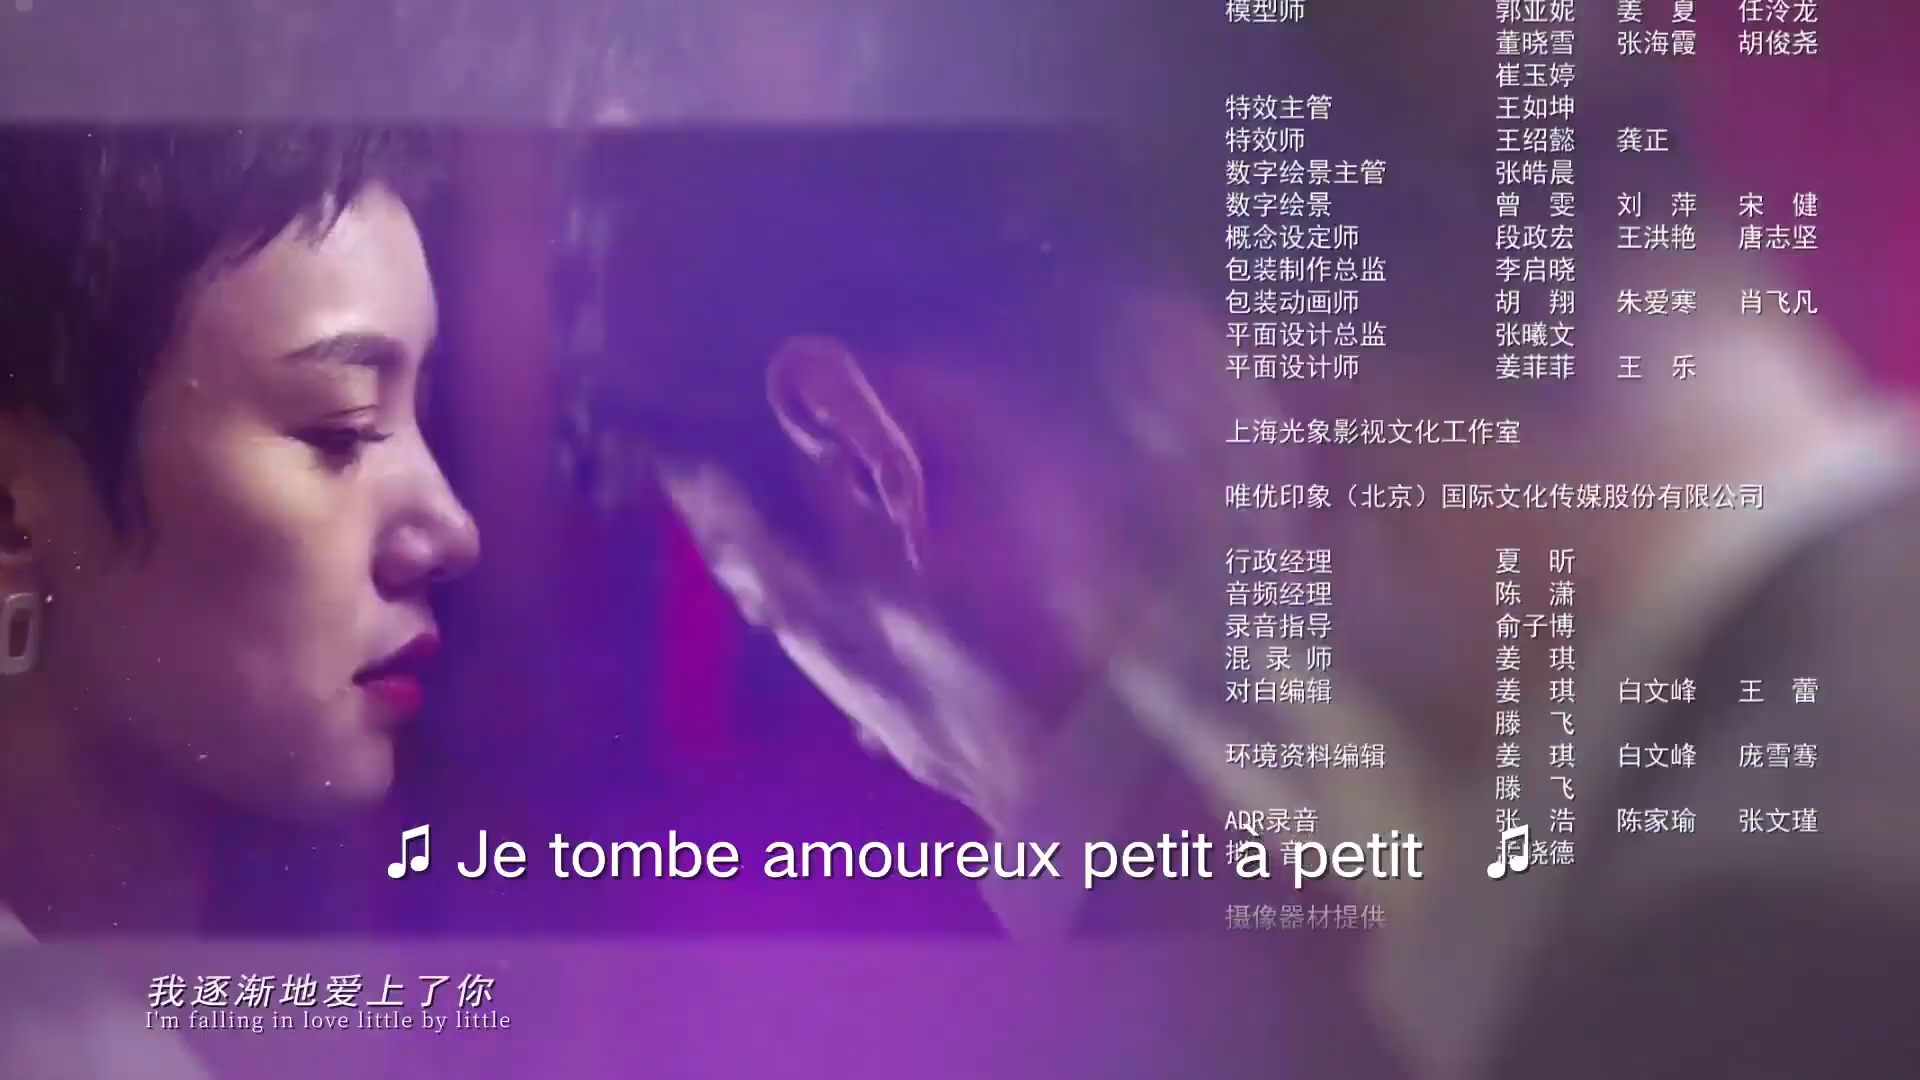 模型师 郭亚妮 姜 夏 任泠龙
董晓雪 张海霞 胡俊尧
崔玉婷
特效主管 王如坤
特效师 王绍懿 龚正
数字绘景主管 张皓晨
数字绘景 曾 雯 刘 萍 宋 健
概念设定师 段政宏 王洪艳 唐志坚
包装制作总监 李启晓
包装动画师 胡 翔 朱爱寒 肖飞凡
平面设计总监 张曦文
平面设计师 姜菲菲 王 乐
上海光象影视文化工作室
唯优印象（北京）国际文化传媒股份有限公司
行政经理 夏 昕
音频经理 陈 潇
录音指导 俞子博
混 录 师 姜 琪
对白编辑 姜 琪 白文峰 王 蕾
滕 飞
环境资料编辑 姜 琪 白文峰 庞雪骞
滕 飞
ADR录音 张 浩 陈家瑜 张文瑾
♫ Je tombe amoureux petit à petit ♫
摄像器材提供
我逐渐地爱上了你
I'm falling in love little by little